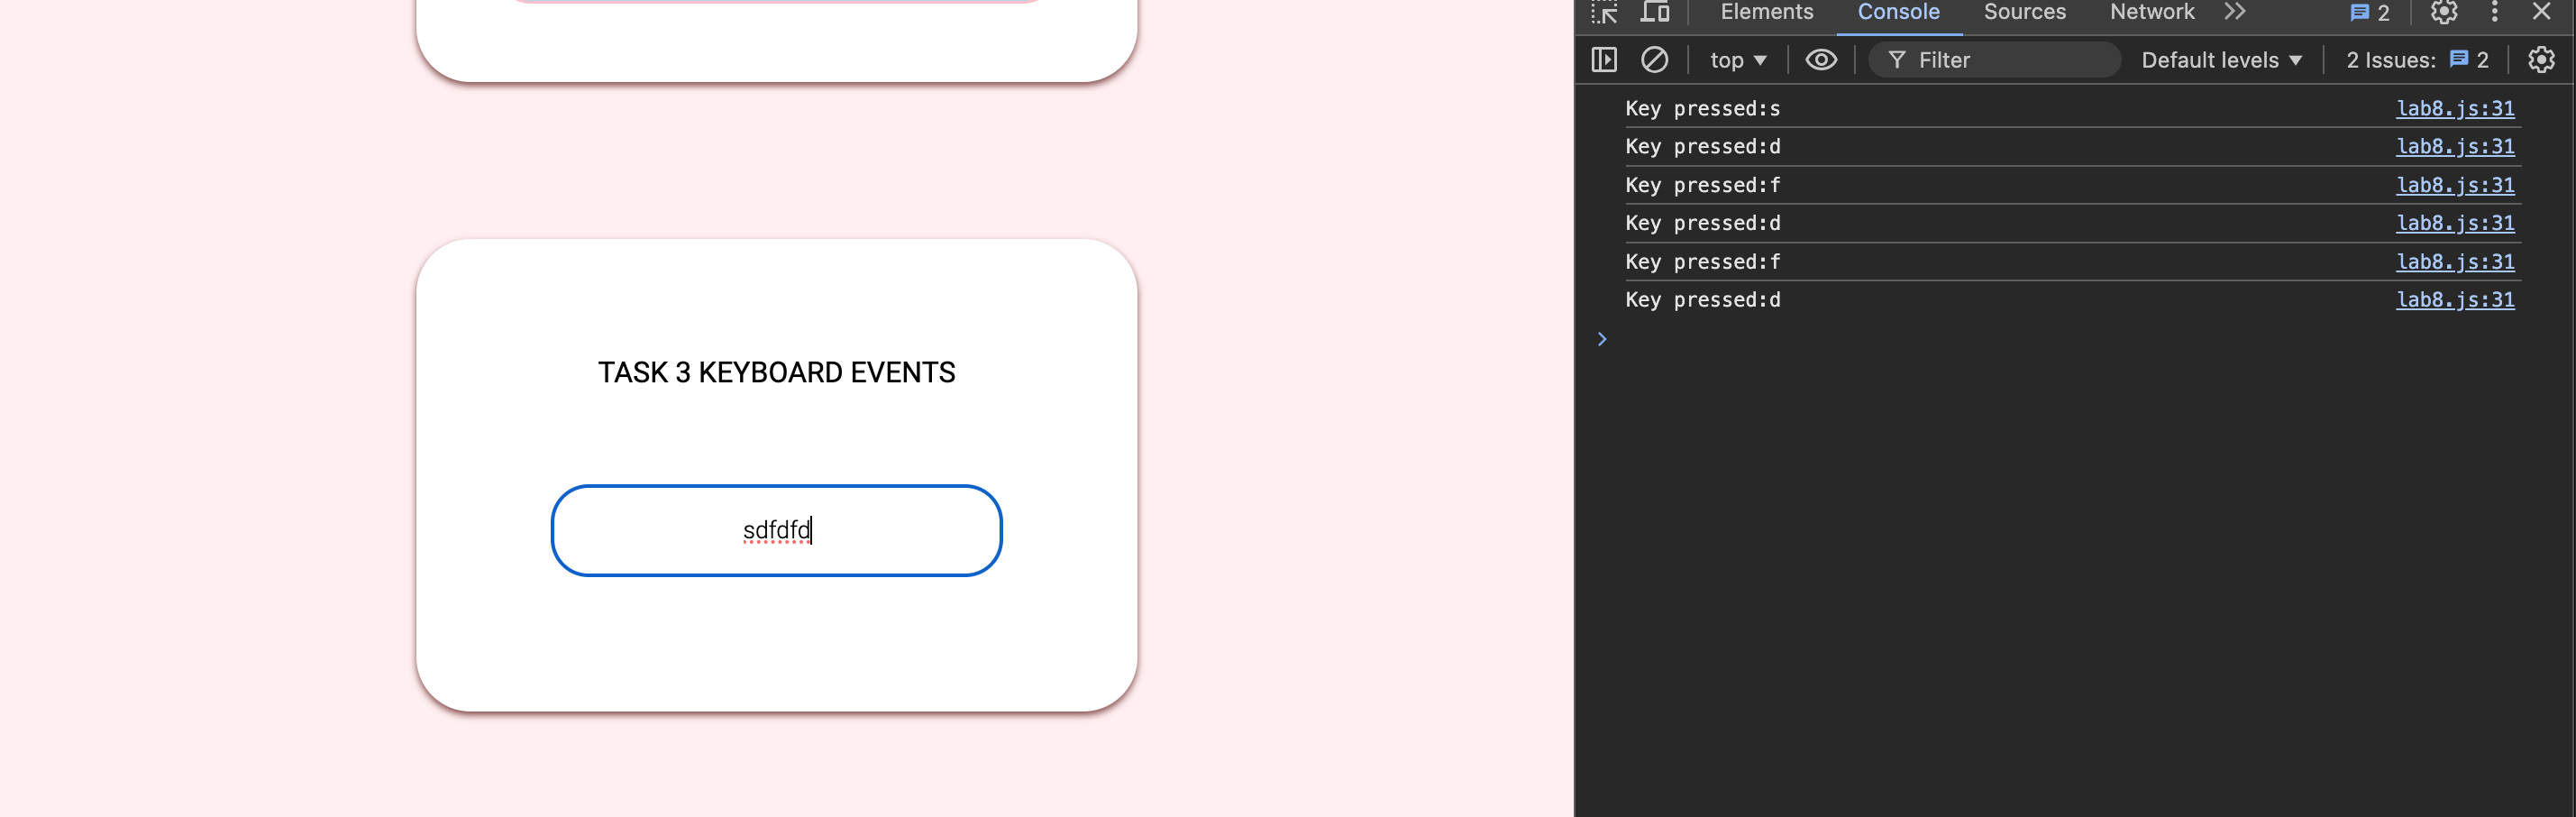 TASK 3 KEYBOARD EVENTS
sdfdfd
Elements Console Sources Network 2
top Filter Default levels 2 Issues: 2
Key pressed:s lab8.js:31
Key pressed:d lab8.js:31
Key pressed:f lab8.js:31
Key pressed:d lab8.js:31
Key pressed:f lab8.js:31
Key pressed:d lab8.js:31